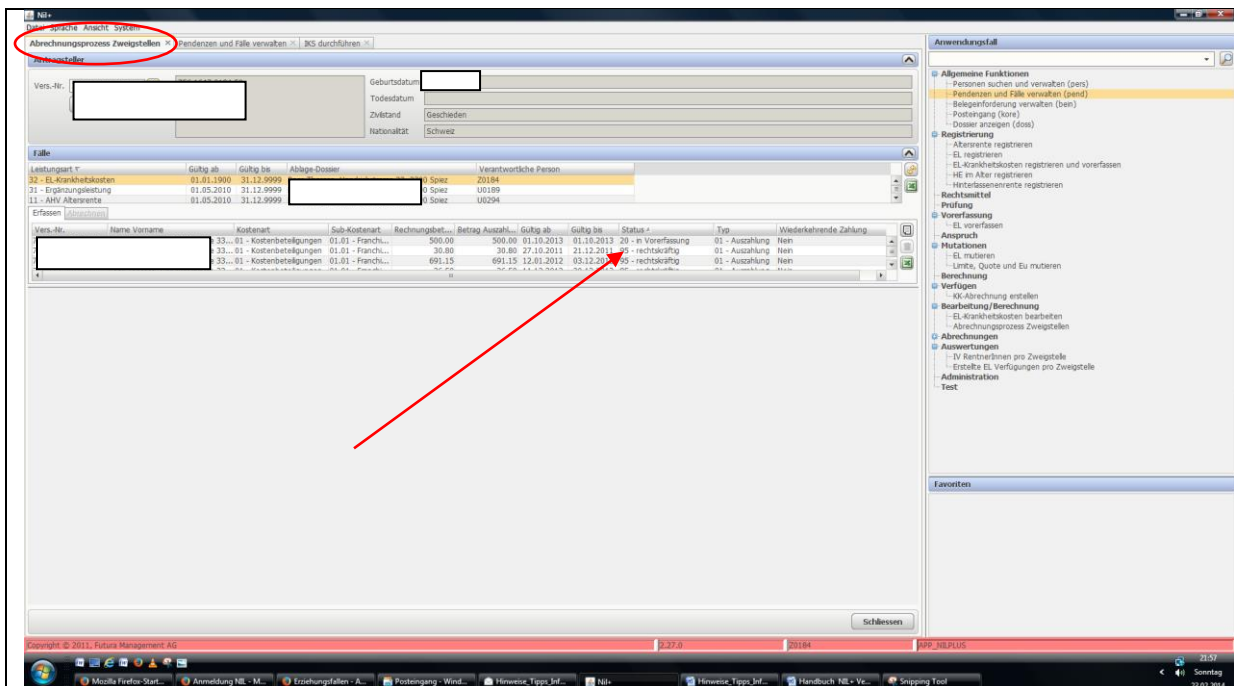 Nil+
Datei Sprache Ansicht System
Abrechnungsprozess Zweigstellen Pendenzen und Fälle verwalten IKS durchführen
Antragsteller
Vers.-Nr.
Geburtsdatum
Todesdatum
Zivilstand Geschieden
Nationalität Schweiz
Fälle
Leistungsart Gültig ab Gültig bis Ablage-Dossier Verantwortliche Person
32 - EL-Krankheitskosten 01.01.1900 31.12.9999 Spiez Z0184
31 - Ergänzungsleistung 01.05.2010 31.12.9999 0 Spiez U0189
11 - AHV Altersrente 01.05.2010 31.12.9999 0 Spiez U0294
Erfassen Abrechnen
Vers.-Nr. Name Vorname Kostenart Sub-Kostenart Rechnungsbet... Betrag Auszahl... Gültig ab Gültig bis Status Typ Wiederkehrende Zahlung
33... 01 - Kostenbeteiligungen 01.01 - Franchi... 500.00 500.00 01.10.2013 01.10.2013 20 - in Vorerfassung 01 - Auszahlung Nein
33... 01 - Kostenbeteiligungen 01.01 - Franchi... 30.80 30.80 27.10.2011 21.12.2011 95 - rechtskräftig 01 - Auszahlung Nein
33... 01 - Kostenbeteiligungen 01.01 - Franchi... 691.15 691.15 12.01.2012 95 - rechtskräftig 01 - Auszahlung Nein
Schliessen
Anwendungsfall
Allgemeine Funktionen
Personen suchen und verwalten (pers)
Pendenzen und Fälle verwalten (pend)
Belegeinforderung verwalten (bein)
Posteingang (kore)
Dossier anzeigen (doss)
Registrierung
Altersrente registrieren
EL registrieren
EL-Krankheitskosten registrieren und vorerfassen
HE im Alter registrieren
Hinterlassenenrente registrieren
Rechtsmittel
Prüfung
Vorerfassung
EL vorerfassen
Anspruch
Mutationen
EL mutieren
Limite, Quote und Eu mutieren
Berechnung
Verfügen
KK-Abrechnung erstellen
Bearbeitung/Berechnung
EL-Krankheitskosten bearbeiten
Abrechnungsprozess Zweigstellen
Abrechnungen
Auswertungen
IV RentnerInnen pro Zweigstelle
Erstellte EL Verfügungen pro Zweigstelle
Administration
Test
Favoriten
Copyright © 2011, Futura Management AG 2.27.0 Z0184 APP_NILPLUS
Mozilla Firefox-Start... Anmeldung NIL - M... Erziehungsfallen - A... Posteingang - Wind... Hinweise_Tipps_Inf... Nil+ Hinweise_Tipps_Inf... Handbuch NIL+ Ve... Snipping Tool
21:57
Sonntag
23.02.2014